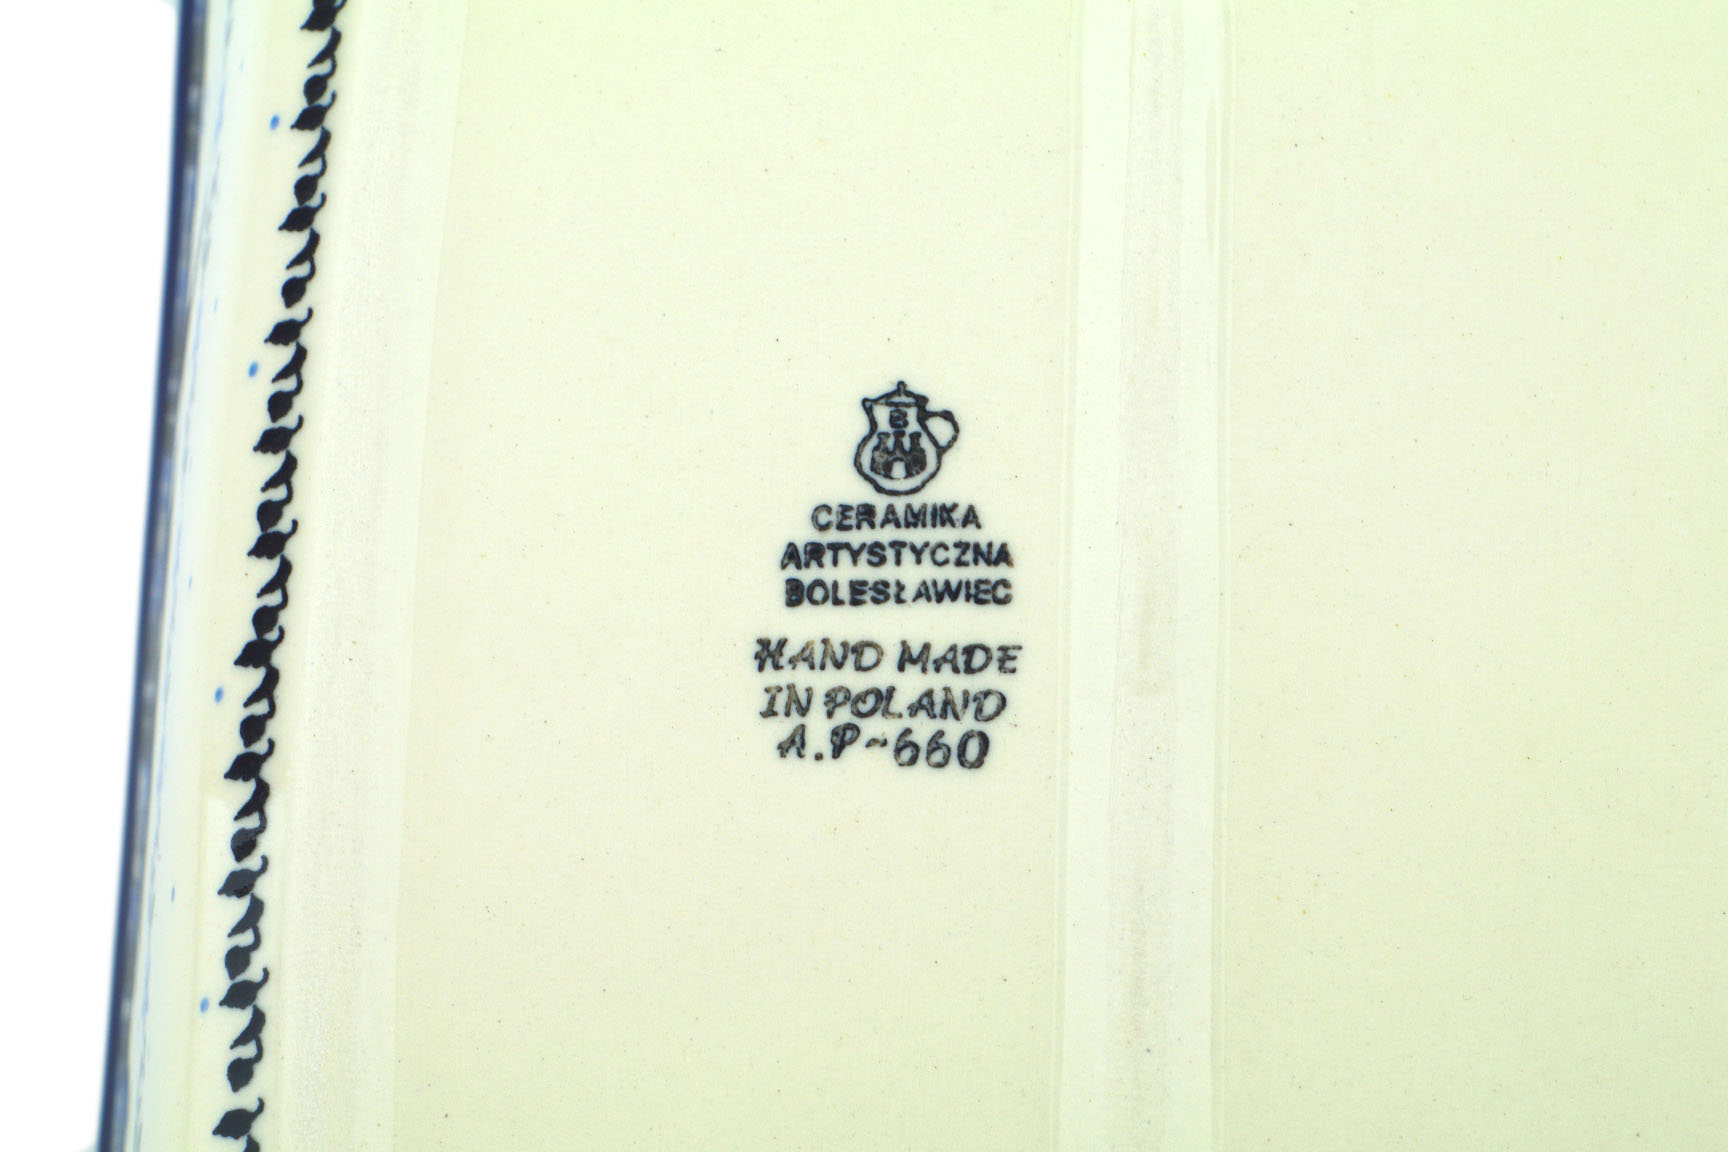 B
CERAMIKA
ARTYSTYCZNA
BOLESŁAWIEC
HAND MADE
IN POLAND
A.P~660